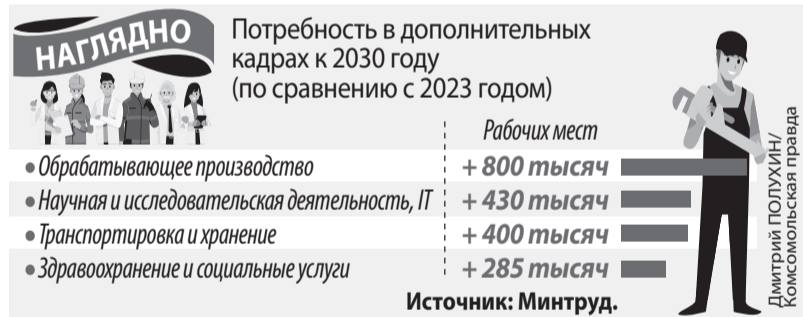 НАГЛЯДНО
Потребность в дополнительных
кадрах к 2030 году
(по сравнению с 2023 годом)
Рабочих мест
• Обрабатывающее производство + 800 тысяч
• Научная и исследовательская деятельность, IT + 430 тысяч
• Транспортировка и хранение + 400 тысяч
• Здравоохранение и социальные услуги + 285 тысяч
Источник: Минтруд.
Дмитрий ПОЛУХИН/
Комсомольская правда